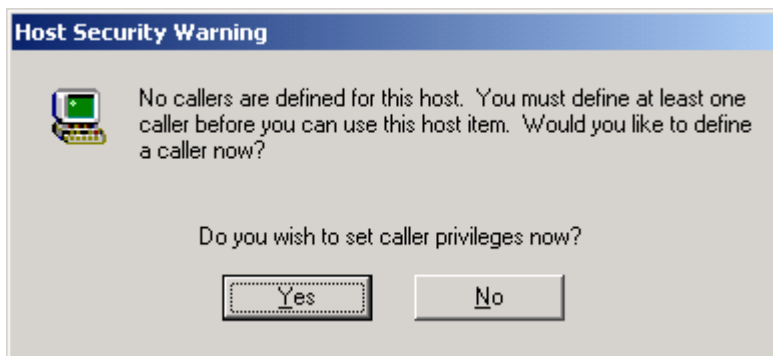 Host Security Warning
No callers are defined for this host.  You must define at least one
caller before you can use this host item.  Would you like to define
a caller now?
Do you wish to set caller privileges now?
Yes
No